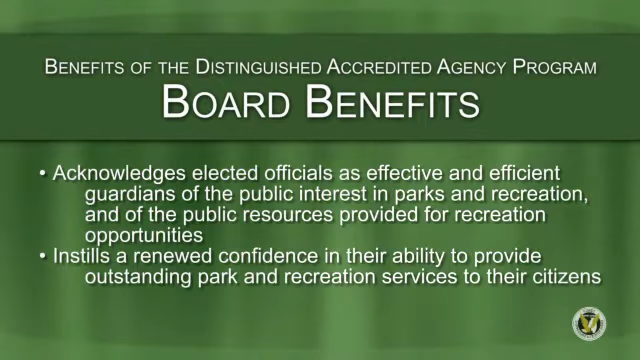 Benefits of the Distinguished Accredited Agency Program
Board Benefits
• Acknowledges elected officials as effective and efficient
guardians of the public interest in parks and recreation,
and of the public resources provided for recreation
opportunities
• Instills a renewed confidence in their ability to provide
outstanding park and recreation services to their citizens